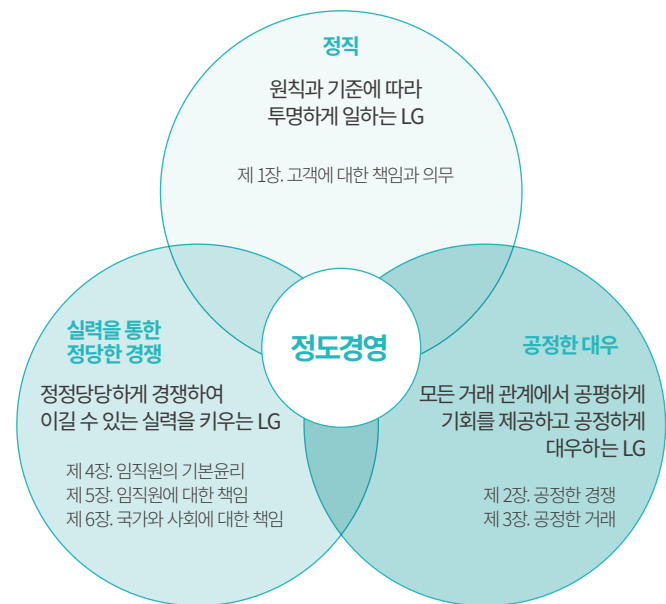 정직
원칙과 기준에 따라
투명하게 일하는 LG
제 1장. 고객에 대한 책임과 의무
정도경영
실력을 통한
정당한 경쟁
정정당당하게 경쟁하여
이길 수 있는 실력을 키우는 LG
제 4장. 임직원의 기본윤리
제 5장. 임직원에 대한 책임
제 6장. 국가와 사회에 대한 책임
공정한 대우
모든 거래 관계에서 공평하게
기회를 제공하고 공정하게
대우하는 LG
제 2장. 공정한 경쟁
제 3장. 공정한 거래